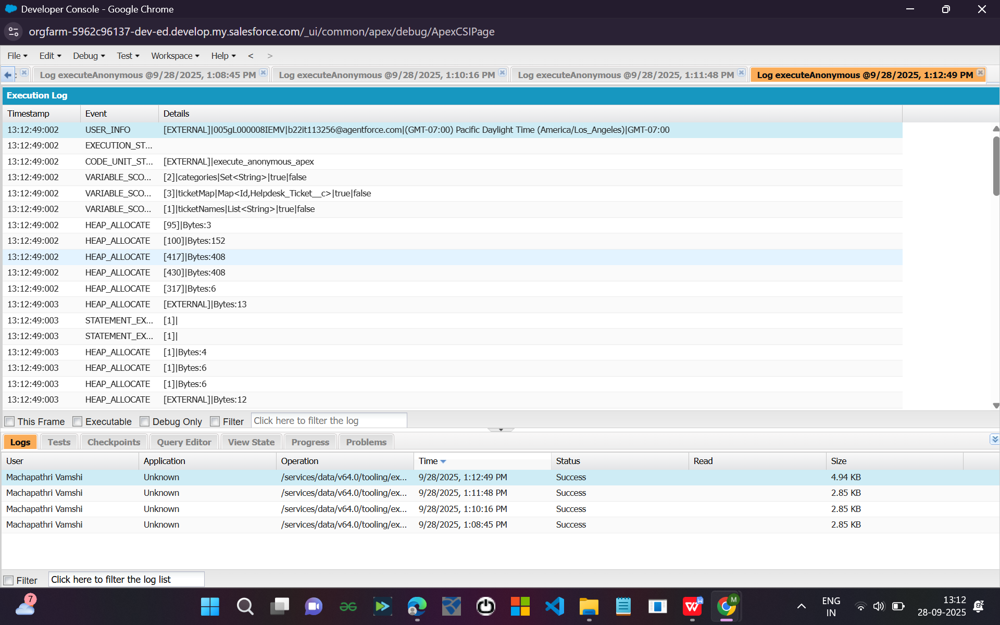 Developer Console - Google Chrome
orgfarm-5962c96137-dev-ed.develop.my.salesforce.com/_ui/common/apex/debug/ApexCSIPage
File Edit Debug Test Workspace Help < >
Log executeAnonymous @9/28/2025, 1:08:45 PM Log executeAnonymous @9/28/2025, 1:10:16 PM Log executeAnonymous @9/28/2025, 1:11:48 PM Log executeAnonymous @9/28/2025, 1:12:49 PM
Execution Log
Timestamp Event Details
13:12:49:002 USER_INFO [EXTERNAL]|005gL000008IEMV|b22it113256@agentforce.com|(GMT-07:00) Pacific Daylight Time (America/Los_Angeles)|GMT-07:00
13:12:49:002 EXECUTION_ST...
13:12:49:002 CODE_UNIT_ST... [EXTERNAL]|execute_anonymous_apex
13:12:49:002 VARIABLE_SCO... [2]|categories|Set<String>|true|false
13:12:49:002 VARIABLE_SCO... [3]|ticketMap|Map<Id,Helpdesk_Ticket__c>|true|false
13:12:49:002 VARIABLE_SCO... [1]|ticketNames|List<String>|true|false
13:12:49:002 HEAP_ALLOCATE [95]|Bytes:3
13:12:49:002 HEAP_ALLOCATE [100]|Bytes:152
13:12:49:002 HEAP_ALLOCATE [417]|Bytes:408
13:12:49:002 HEAP_ALLOCATE [430]|Bytes:408
13:12:49:002 HEAP_ALLOCATE [317]|Bytes:6
13:12:49:003 HEAP_ALLOCATE [EXTERNAL]|Bytes:13
13:12:49:003 STATEMENT_EX... [1]|
13:12:49:003 STATEMENT_EX... [1]|
13:12:49:003 HEAP_ALLOCATE [1]|Bytes:4
13:12:49:003 HEAP_ALLOCATE [1]|Bytes:6
13:12:49:003 HEAP_ALLOCATE [1]|Bytes:6
13:12:49:003 HEAP_ALLOCATE [EXTERNAL]|Bytes:12
This Frame Executable Debug Only Filter Click here to filter the log
Logs Tests Checkpoints Query Editor View State Progress Problems
User Application Operation Time Status Read Size
Machapathri Vamshi Unknown /services/data/v64.0/tooling/ex... 9/28/2025, 1:12:49 PM Success 4.94 KB
Machapathri Vamshi Unknown /services/data/v64.0/tooling/ex... 9/28/2025, 1:11:48 PM Success 2.85 KB
Machapathri Vamshi Unknown /services/data/v64.0/tooling/ex... 9/28/2025, 1:10:16 PM Success 2.85 KB
Machapathri Vamshi Unknown /services/data/v64.0/tooling/ex... 9/28/2025, 1:08:45 PM Success 2.85 KB
Filter Click here to filter the log list
7
W
W
M
ENG
IN
13:12
28-09-2025